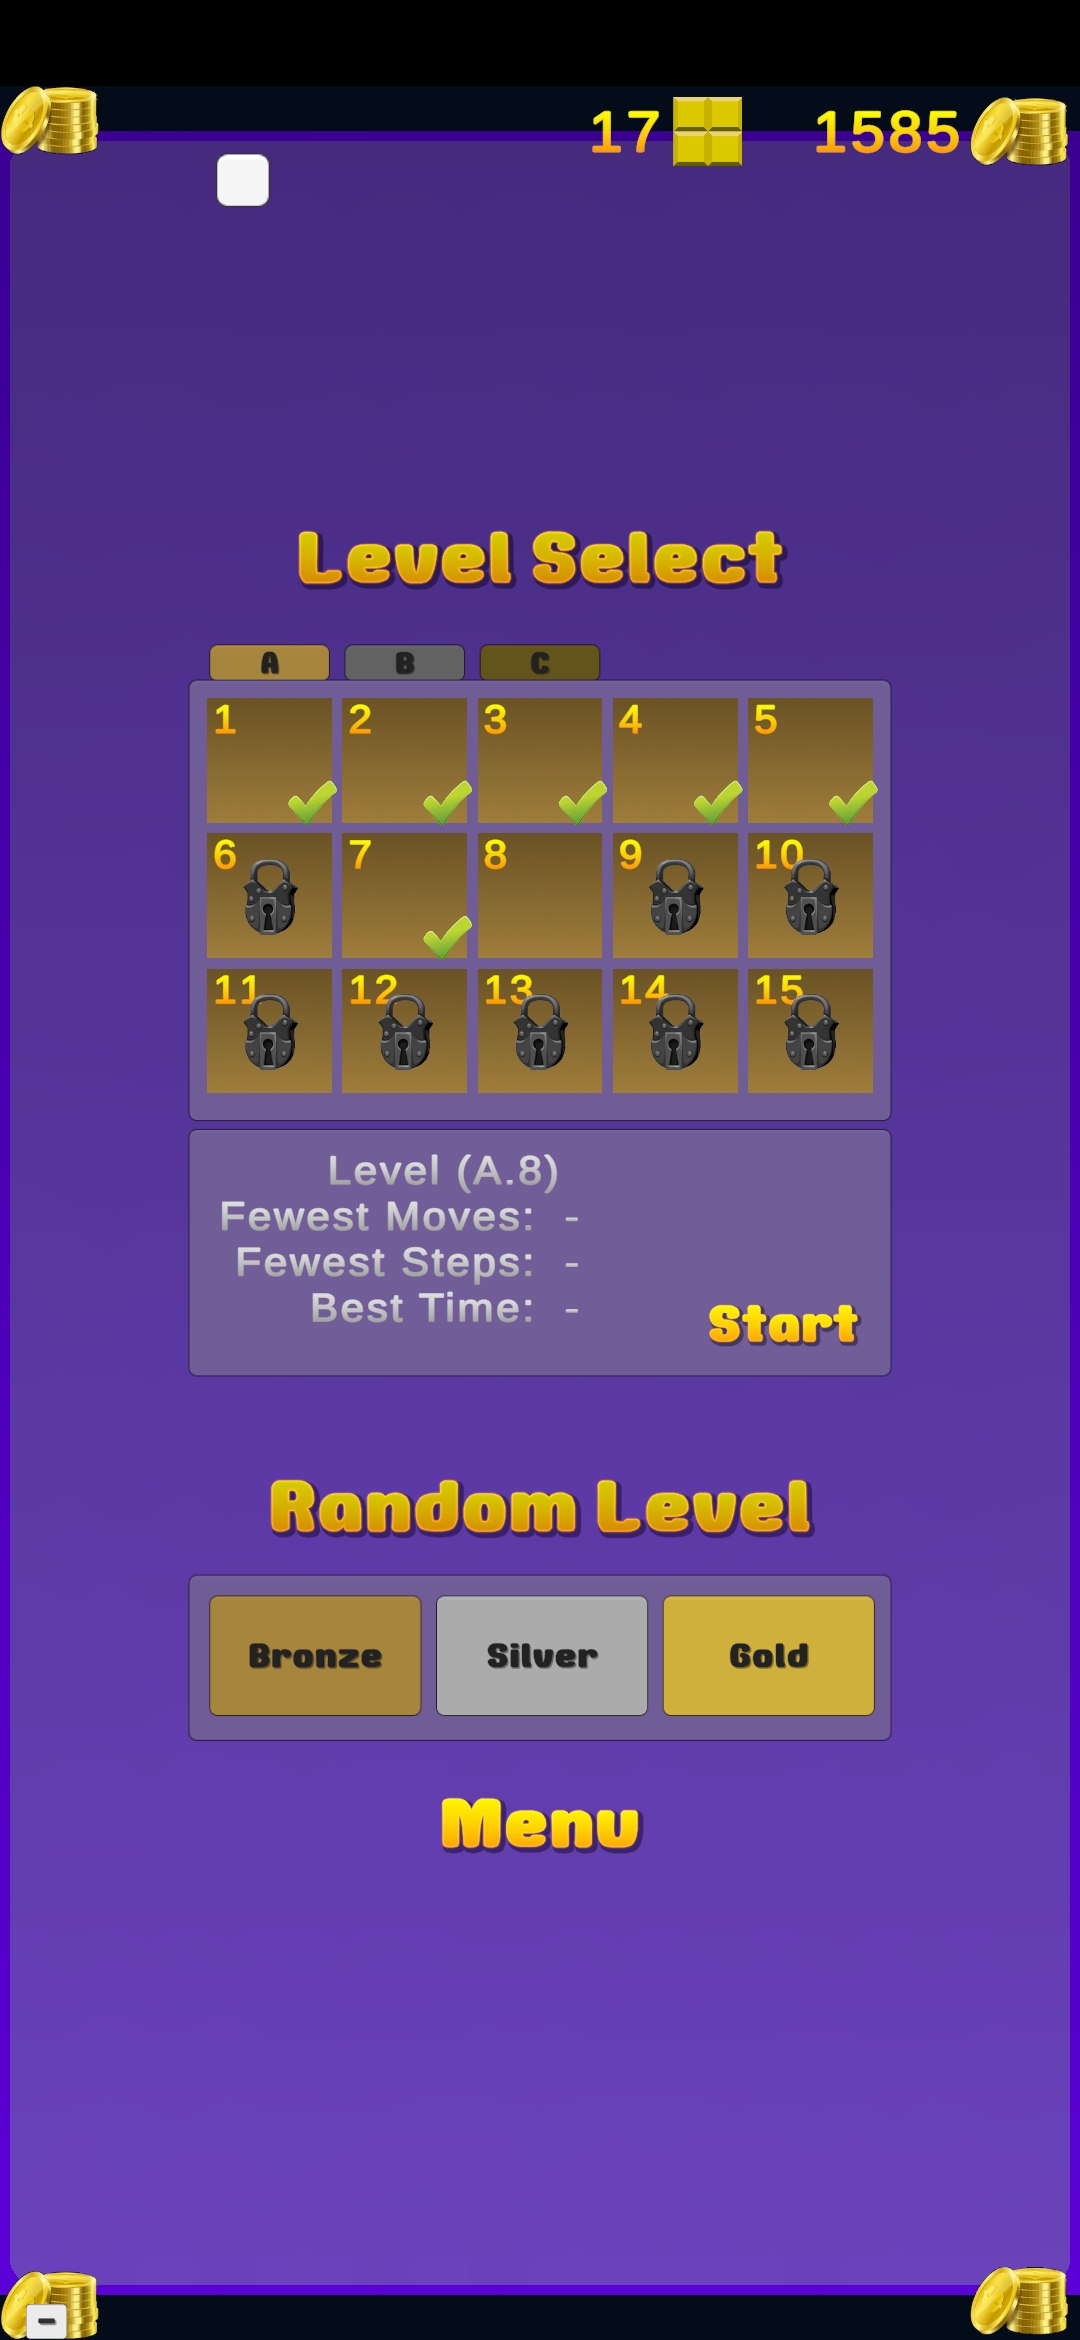 17 1585
Level Select
A B C
1 2 3 4 5
6 7 8 9 10
11 12 13 14 15
Level (A.8)
Fewest Moves: -
Fewest Steps: -
Best Time: -
Start
Random Level
Bronze Silver Gold
Menu
-